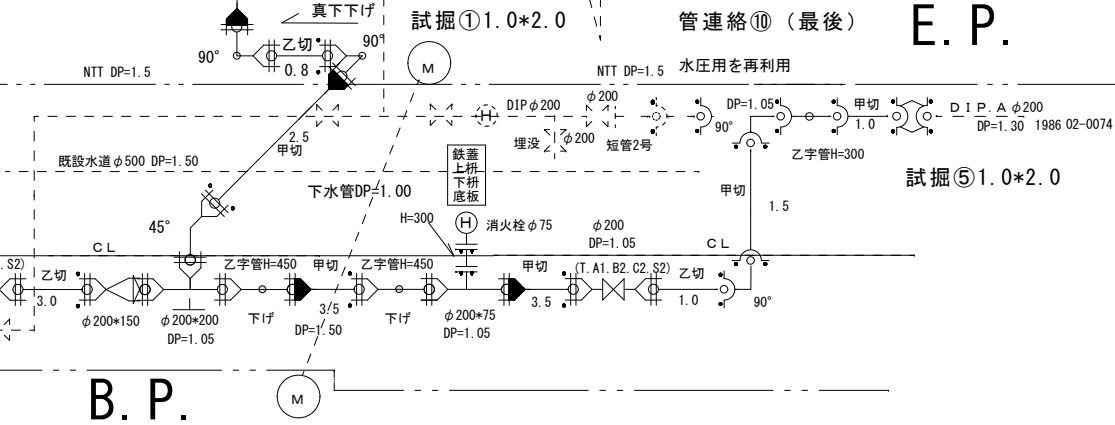 真下下げ
試掘①1.0*2.0
管連絡⑩（最後）
E.P.
乙切
90°
90°
0.8
M
NTT DP=1.5
NTT DP=1.5
水圧用を再利用
DIPφ200
φ200
DP=1.05
甲切
1.0
D I P. A φ200
DP=1.30 1986 02-0074
H
90°
2.5
甲切
埋没
φ200
短管2号
乙字管H=300
既設水道φ500 DP=1.50
鉄蓋
上枡
下枡
底板
試掘⑤1.0*2.0
下水管DP=1.00
甲切
1.5
45°
H=300
H
消火栓φ75
φ200
DP=1.05
CL
CL
.S2)
乙切
乙字管H=450
甲切
乙字管H=450
甲切
(T.A1.B2.C2.S2)
乙切
3.0
3/5
3.5
1.0
90°
φ200*150
φ200*200
DP=1.05
下げ
DP=1.50
下げ
φ200*75
DP=1.05
B.P.
M